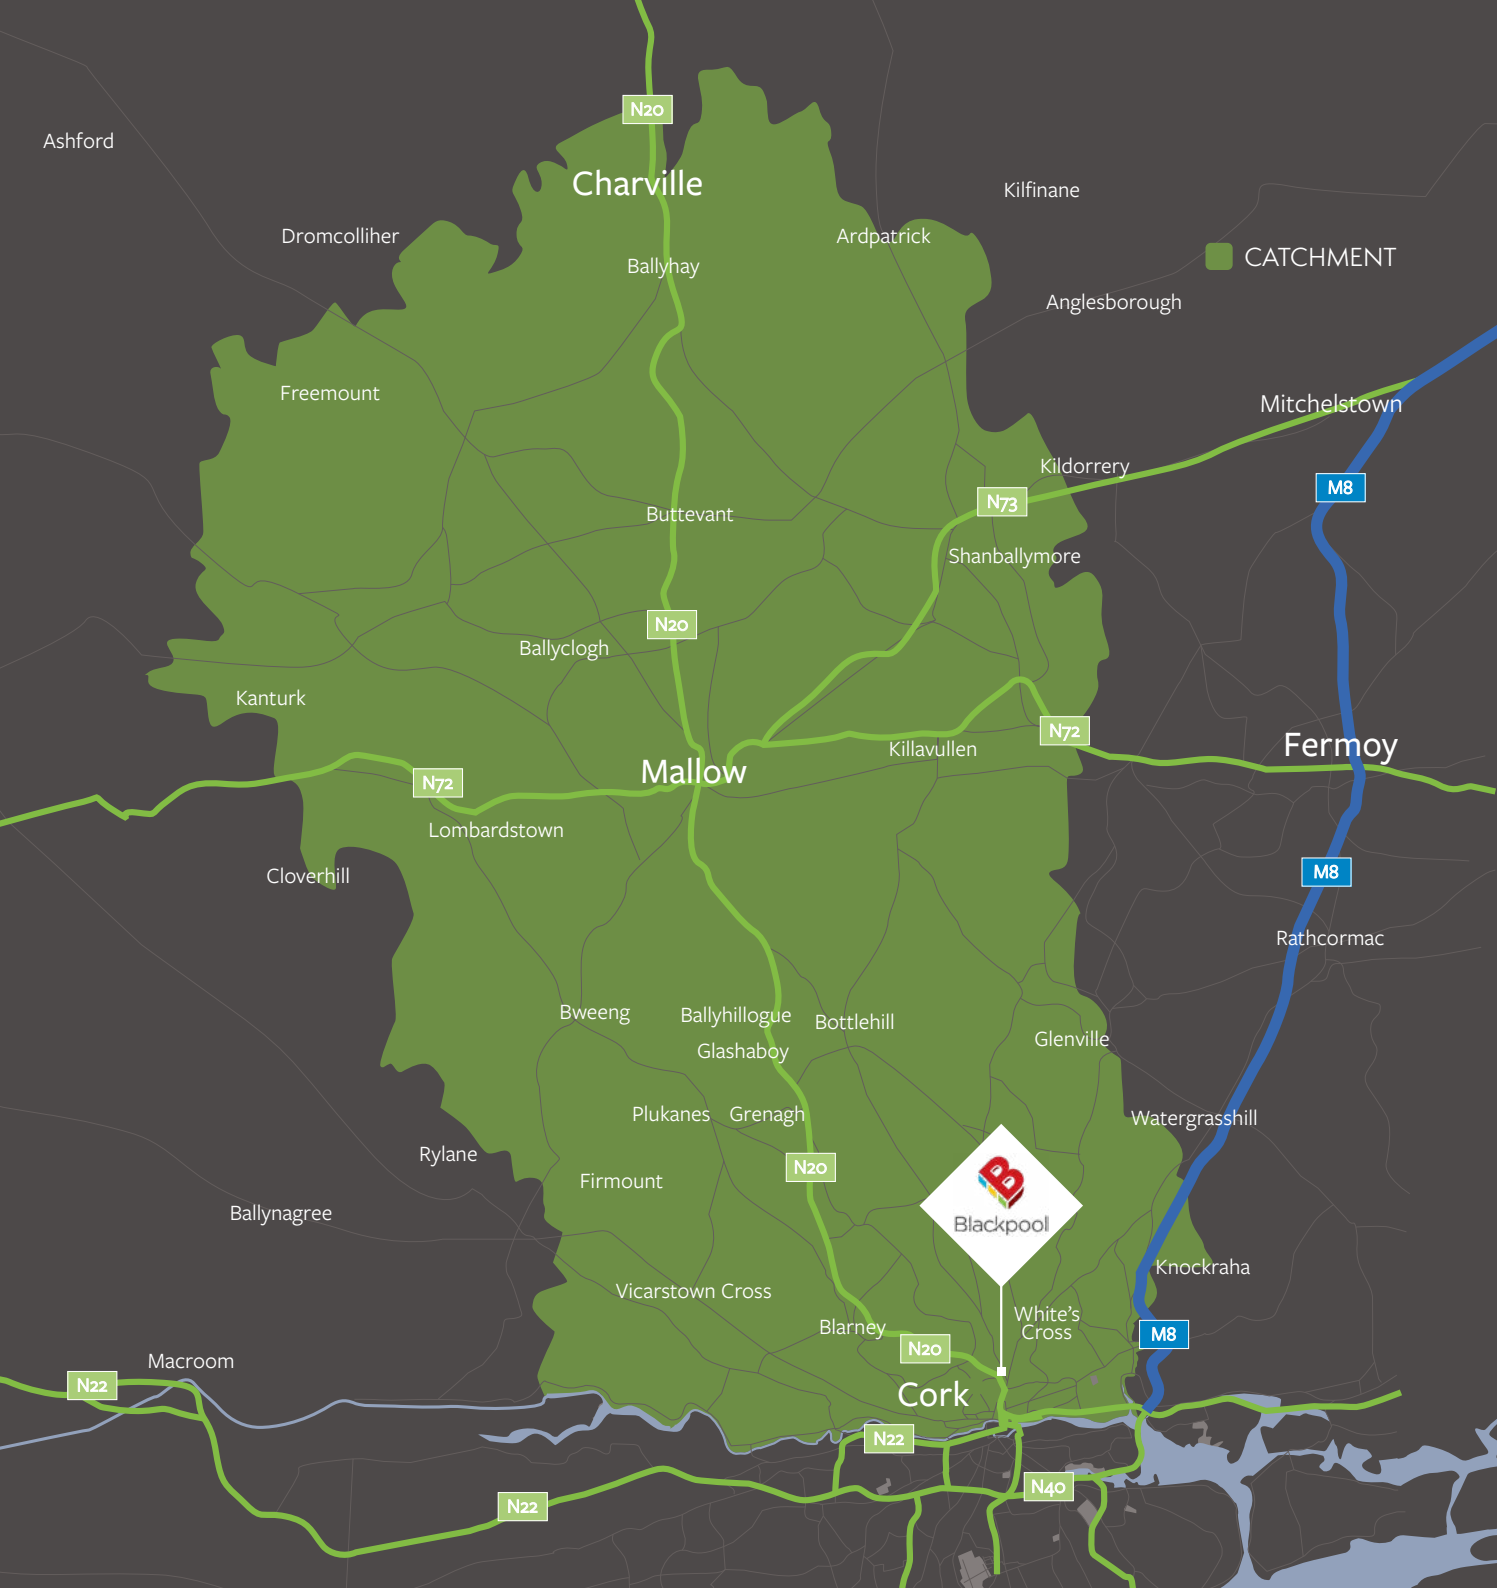 N20
Ashford
Charville
Kilfinane
Dromcolliher
Ardpatrick
CATCHMENT
Ballyhay
Anglesborough
Freemount
Mitchelstown
Kildorrery
M8
N73
Buttevant
Shanballymore
N20
Ballyclogh
Kanturk
N72
Killavullen
Fermoy
Mallow
N72
Lombardstown
Cloverhill
M8
Rathcormac
Bweeng
Ballyhillogue
Bottlehill
Glenville
Glashaboy
Plukanes
Grenagh
Watergrasshill
Rylane
N20
Firmount
Ballynagree
Blackpool
Knockraha
Vicarstown Cross
White's
Cross
Blarney
M8
N20
Macroom
N22
Cork
N22
N40
N22